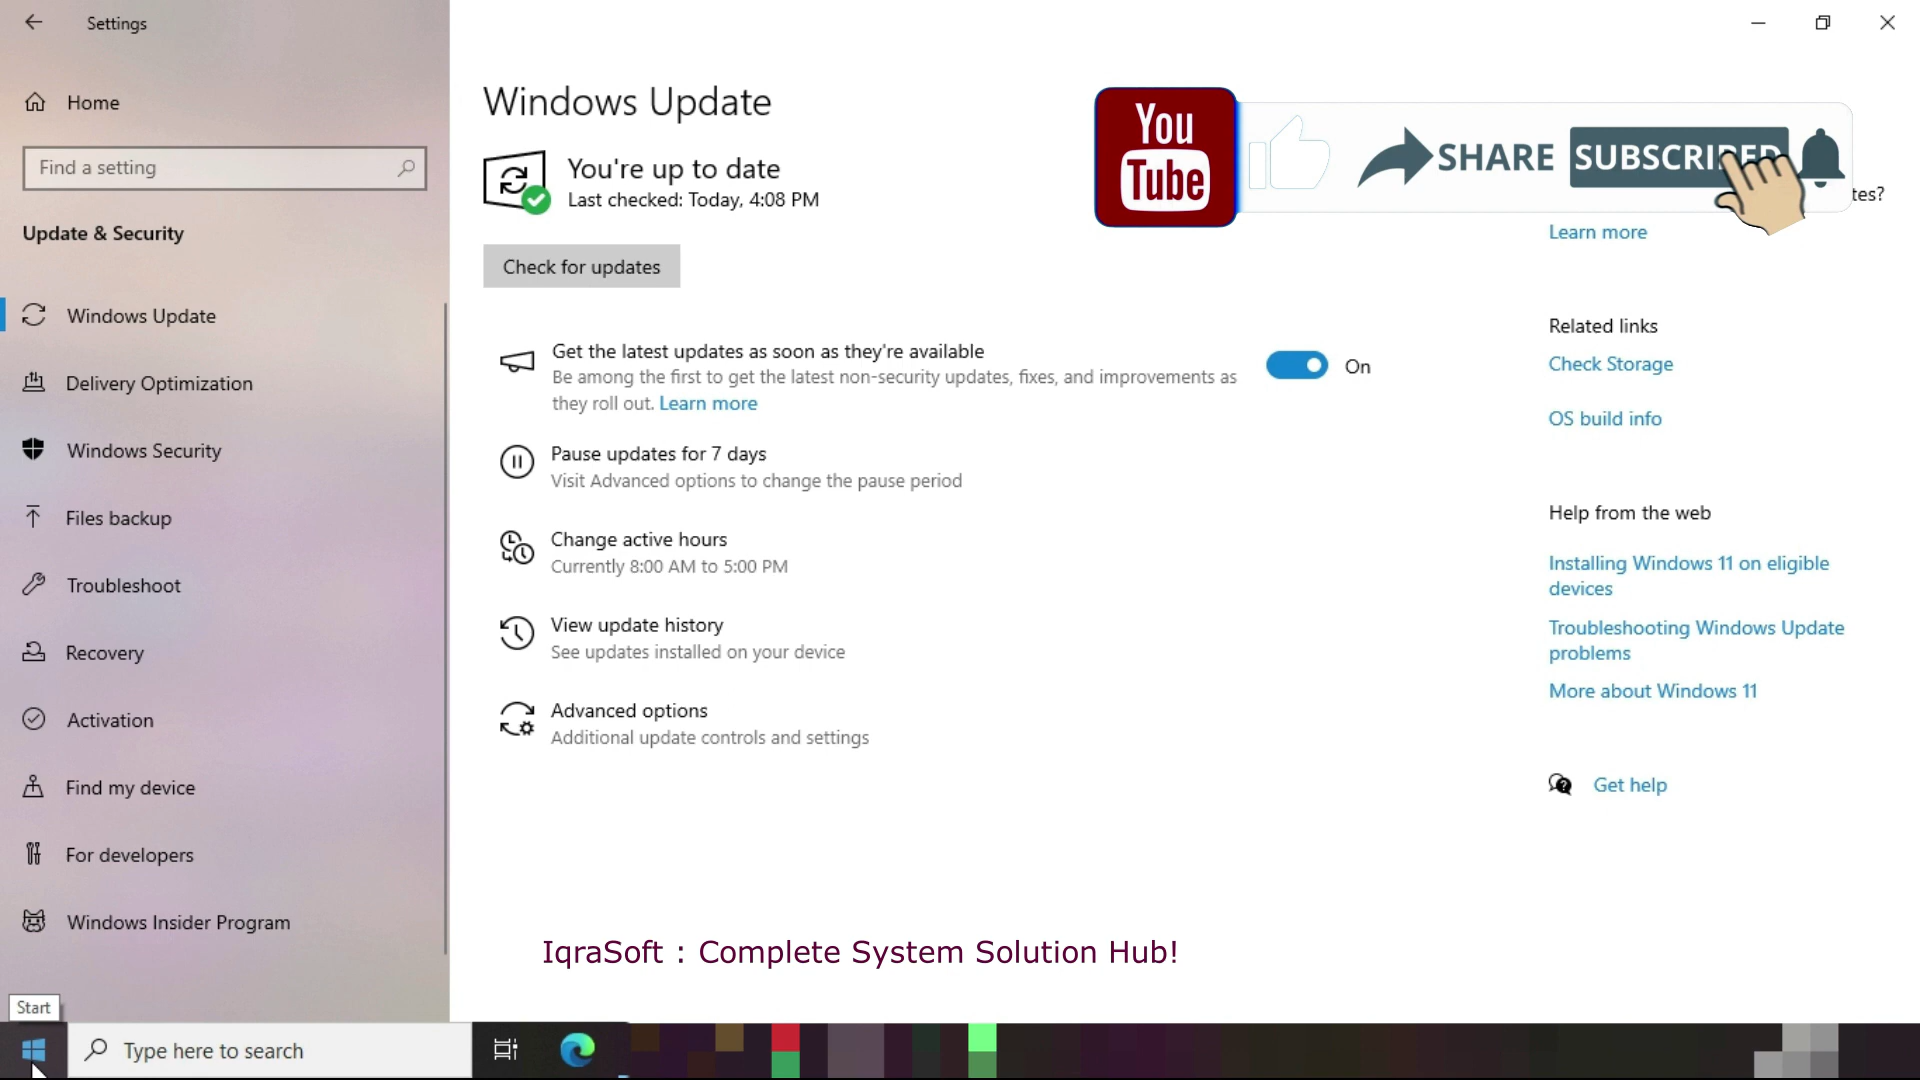 Settings
Home
Find a setting
Update & Security
Windows Update
Delivery Optimization
Windows Security
Files backup
Troubleshoot
Recovery
Activation
Find my device
For developers
Windows Insider Program
Windows Update
You're up to date
Last checked: Today, 4:08 PM
Check for updates
Get the latest updates as soon as they're available
Be among the first to get the latest non-security updates, fixes, and improvements as
they roll out. Learn more
On
Pause updates for 7 days
Visit Advanced options to change the pause period
Change active hours
Currently 8:00 AM to 5:00 PM
View update history
See updates installed on your device
Advanced options
Additional update controls and settings
You
Tube
SHARE
SUBSCRIBED
Learn more
Related links
Check Storage
OS build info
Help from the web
Installing Windows 11 on eligible
devices
Troubleshooting Windows Update
problems
More about Windows 11
Get help
IqraSoft : Complete System Solution Hub!
Start
Type here to search